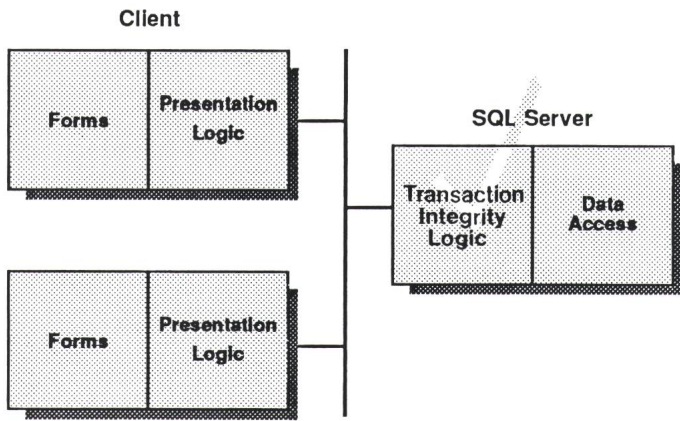 Client
Forms
Presentation
Logic
SQL Server
Transaction
Integrity
Logic
Data
Access
Forms
Presentation
Logic